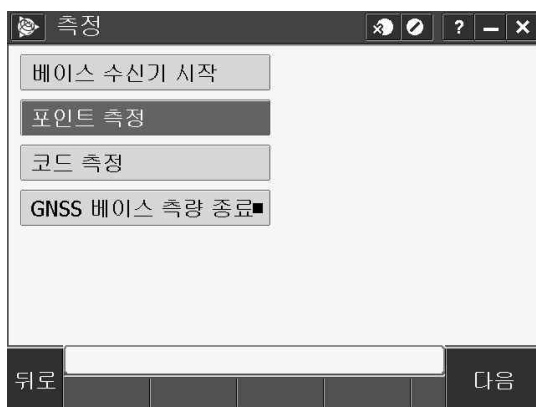 측정
?
베이스 수신기 시작
포인트 측정
코드 측정
GNSS 베이스 측량 종료
뒤로
다음